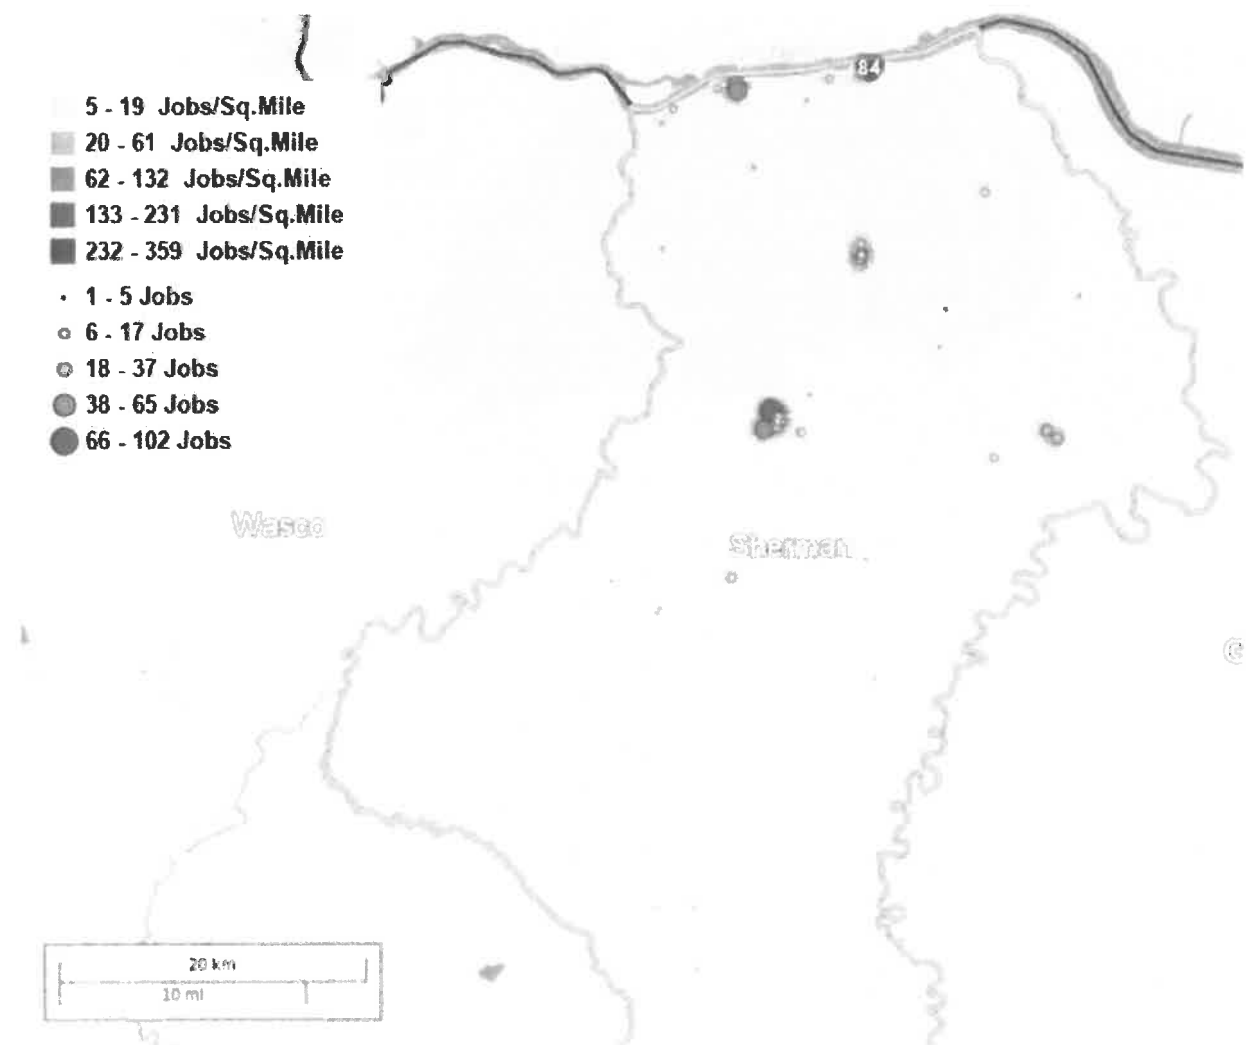 84
5 - 19 Jobs/Sq.Mile
20 - 61 Jobs/Sq.Mile
62 - 132 Jobs/Sq.Mile
133 - 231 Jobs/Sq.Mile
232 - 359 Jobs/Sq.Mile
1 - 5 Jobs
6 - 17 Jobs
18 - 37 Jobs
38 - 65 Jobs
66 - 102 Jobs
Wasco
Sherman
20 km
10 mi